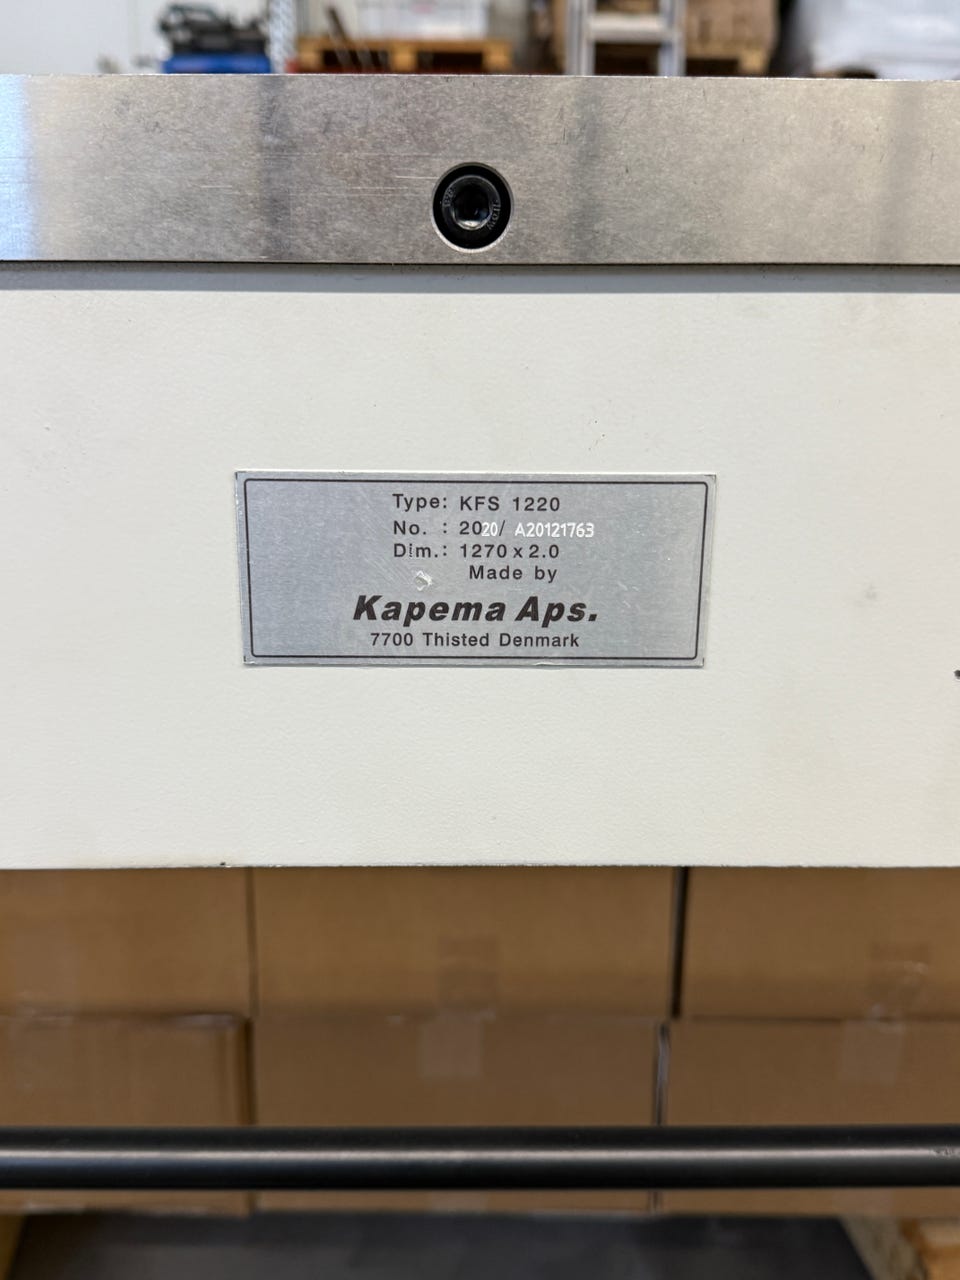 Type: KFS 1220
No. : 2020/ A20121763
Dim.: 1270 x 2.0
Made by
Kapema Aps.
7700 Thisted Denmark